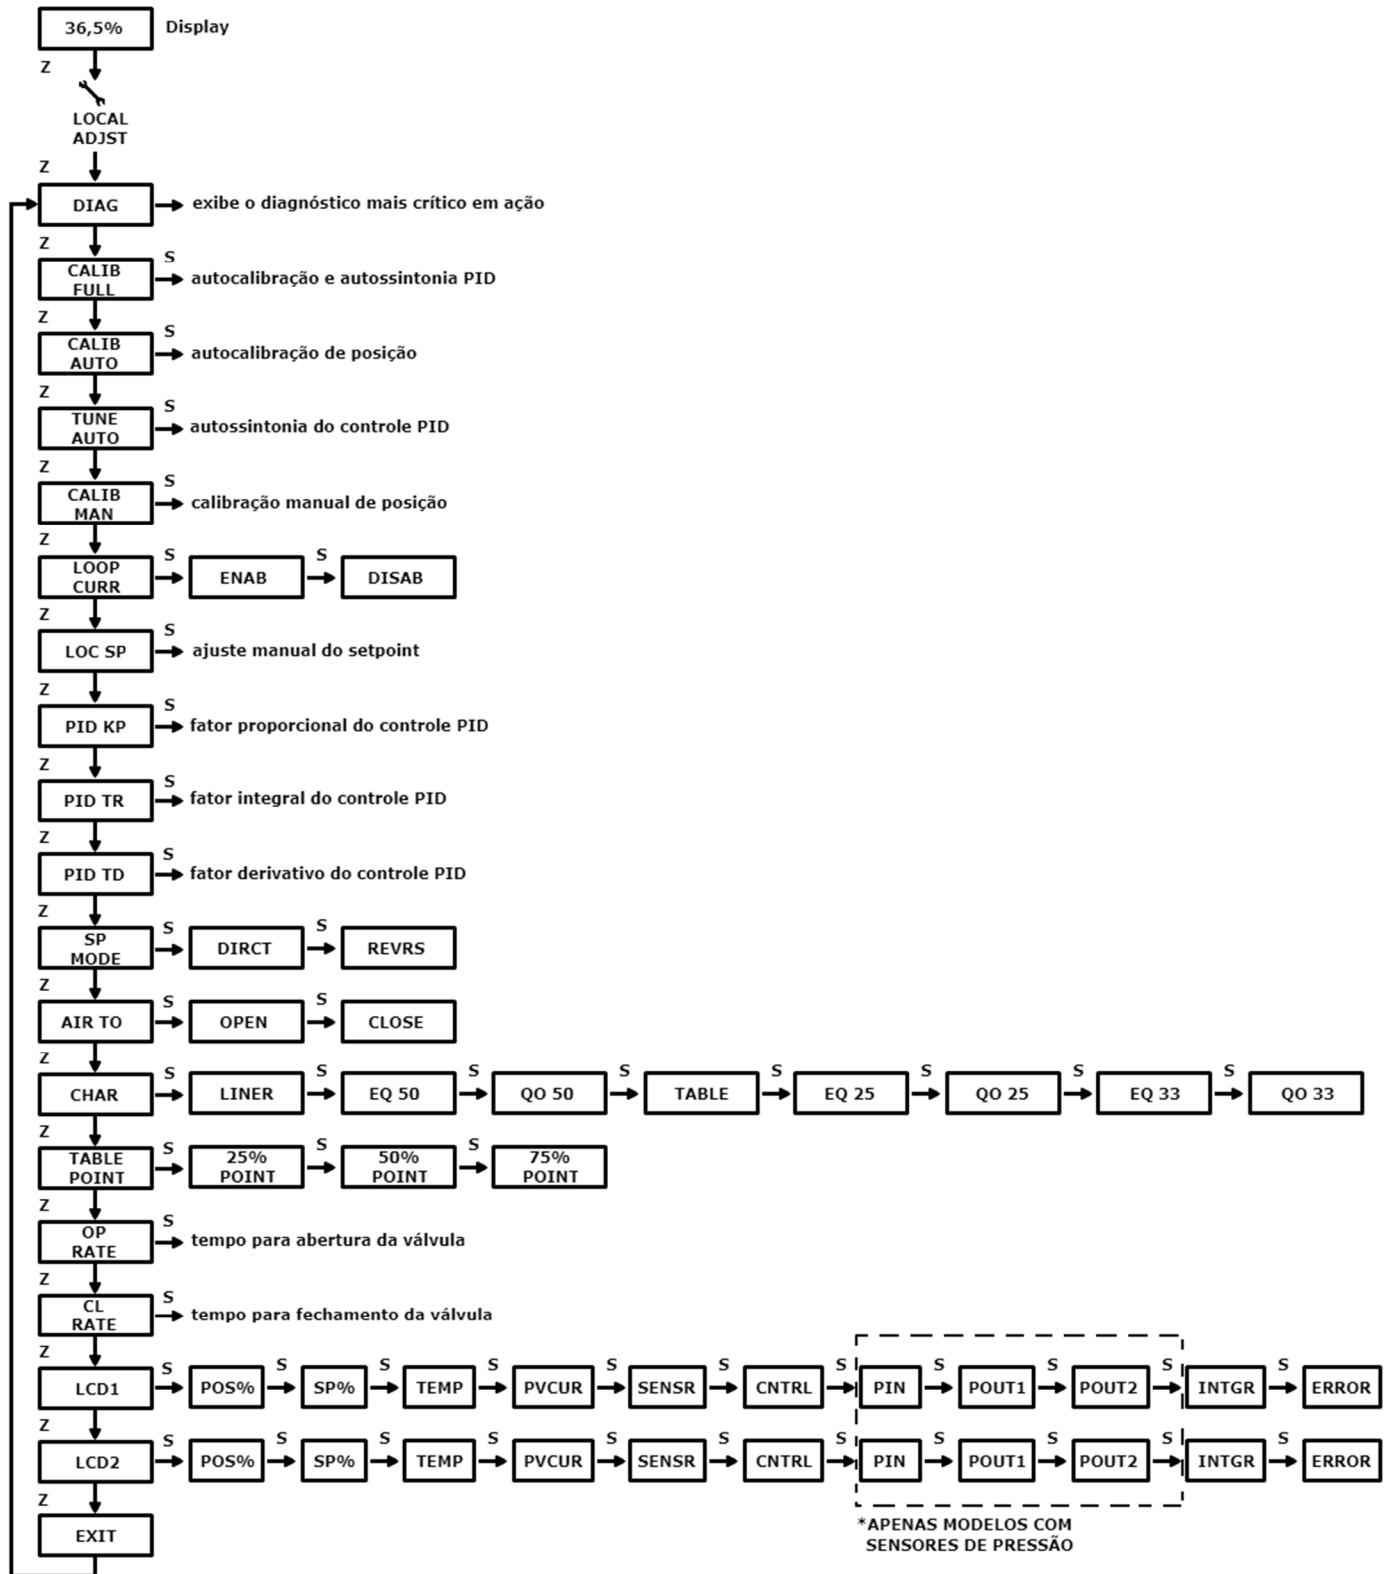 36,5% Display
Z
LOCAL
ADJST
Z
DIAG exibe o diagnóstico mais crítico em ação
Z S
CALIB
FULL
autocalibração e autossintonia PID
Z S
CALIB
AUTO
autocalibração de posição
Z S
TUNE
AUTO
autossintonia do controle PID
Z S
CALIB
MAN
calibração manual de posição
Z S S
LOOP
CURR
ENAB DISAB
Z S
LOC SP ajuste manual do setpoint
Z S
PID KP fator proporcional do controle PID
Z S
PID TR fator integral do controle PID
Z S
PID TD fator derivativo do controle PID
Z S S
SP
MODE
DIRCT REVRS
Z S S
AIR TO OPEN CLOSE
Z S S S S S S S S
CHAR LINER EQ 50 QO 50 TABLE EQ 25 QO 25 EQ 33 QO 33
Z S S S
TABLE
POINT
25%
POINT
50%
POINT
75%
POINT
Z S
OP
RATE
tempo para abertura da válvula
Z S
CL
RATE
tempo para fechamento da válvula
Z S S S S S S S S S S S
LCD1 POS% SP% TEMP PVCUR SENSR CNTRL PIN POUT1 POUT2 INTGR ERROR
Z S S S S S S S S S S S
LCD2 POS% SP% TEMP PVCUR SENSR CNTRL PIN POUT1 POUT2 INTGR ERROR
Z
EXIT
*APENAS MODELOS COM
SENSORES DE PRESSÃO